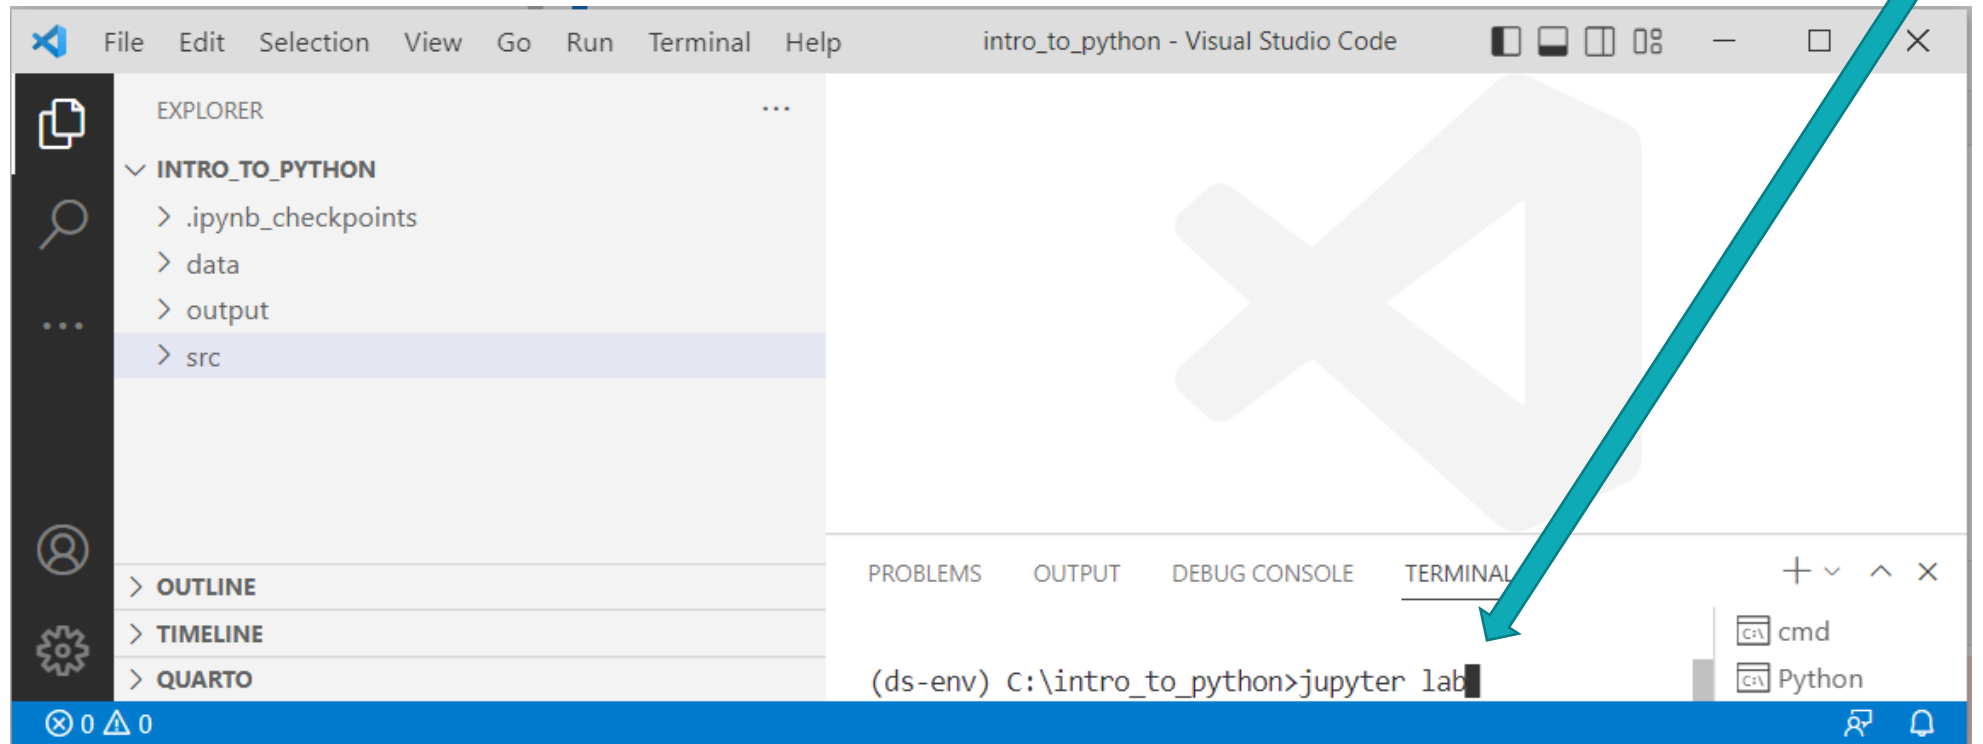 File Edit Selection View Go Run Terminal Help intro_to_python - Visual Studio Code
EXPLORER
INTRO_TO_PYTHON
.ipynb_checkpoints
data
output
src
OUTLINE
TIMELINE
QUARTO
PROBLEMS OUTPUT DEBUG CONSOLE TERMINAL
(ds-env) C:\intro_to_python>jupyter lab
C:\ cmd
C:\ Python
0 0